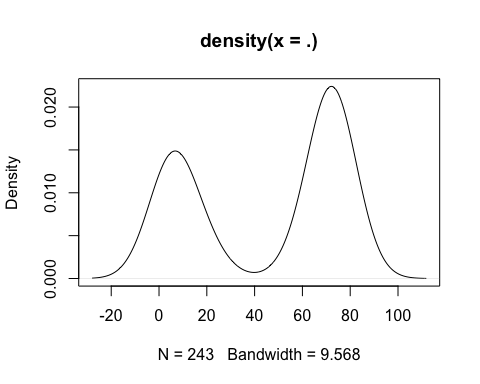 density(x = .)
Density
0.020
0.010
0.000
-20 0 20 40 60 80 100
N = 243 Bandwidth = 9.568